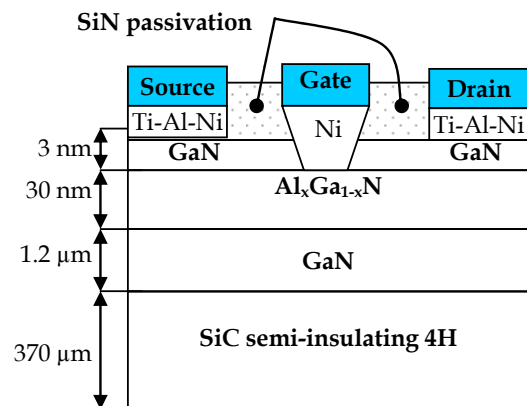 SiN passivation
Source
Gate
Drain
Ti-Al-Ni
Ni
Ti-Al-Ni
3 nm
GaN
GaN
30 nm
AlₓGa₁₋ₓN
1.2 µm
GaN
370 µm
SiC semi-insulating 4H